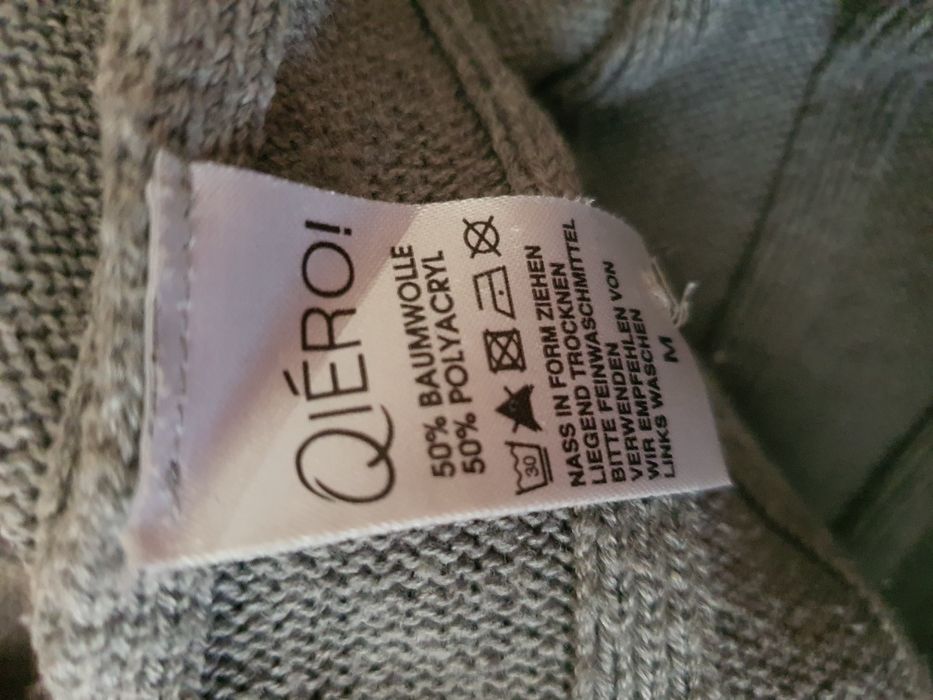 QIÉRO!
50% BAUMWOLLE
50% POLYACRYL
30
NASS IN FORM ZIEHEN
LIEGEND TROCKNEN
BITTE FEINWASCHMITTEL
VERWENDEN
WIR EMPFEHLEN VON
LINKS WASCHEN
M